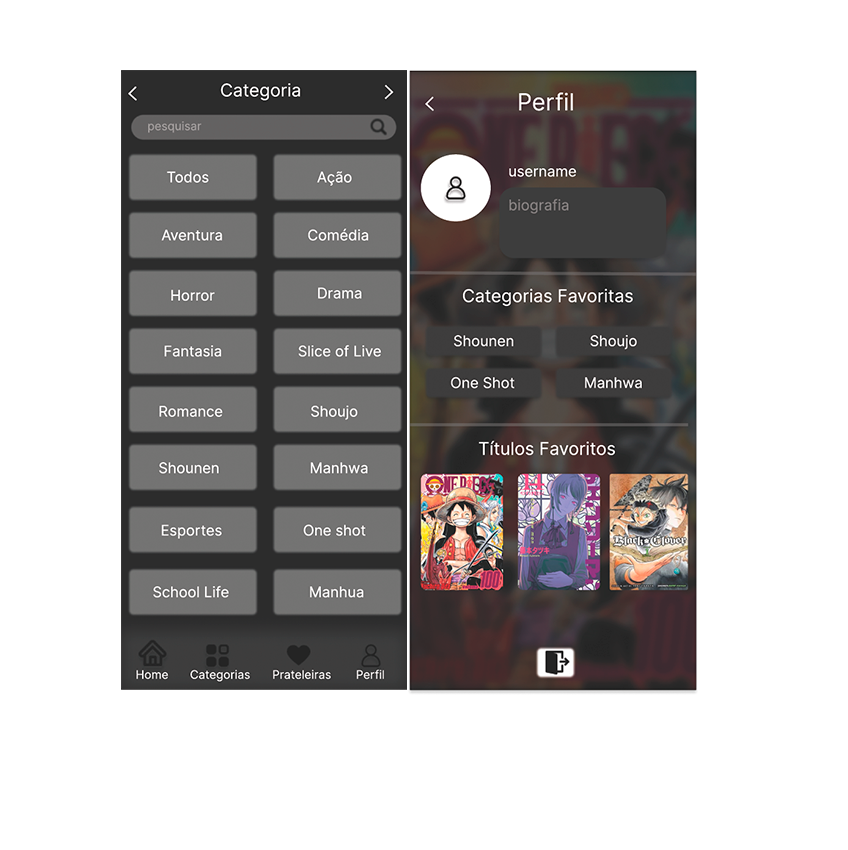 Categoria
pesquisar
Todos
Ação
Aventura
Comédia
Horror
Drama
Fantasia
Slice of Live
Romance
Shoujo
Shounen
Manhwa
Esportes
One shot
School Life
Manhua
Home
Categorias
Prateleiras
Perfil
Perfil
username
biografia
Categorias Favoritas
Shounen
Shoujo
One Shot
Manhwa
Títulos Favoritos
ONE PIECE
100
Black Clover